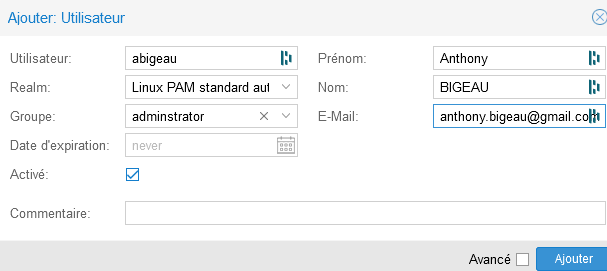 Ajouter: Utilisateur
Utilisateur: abigeau Prénom: Anthony
Realm: Linux PAM standard aut Nom: BIGEAU
Groupe: adminstrator E-Mail: anthony.bigeau@gmail.com
Date d'expiration: never
Activé:
Commentaire:
Avancé Ajouter